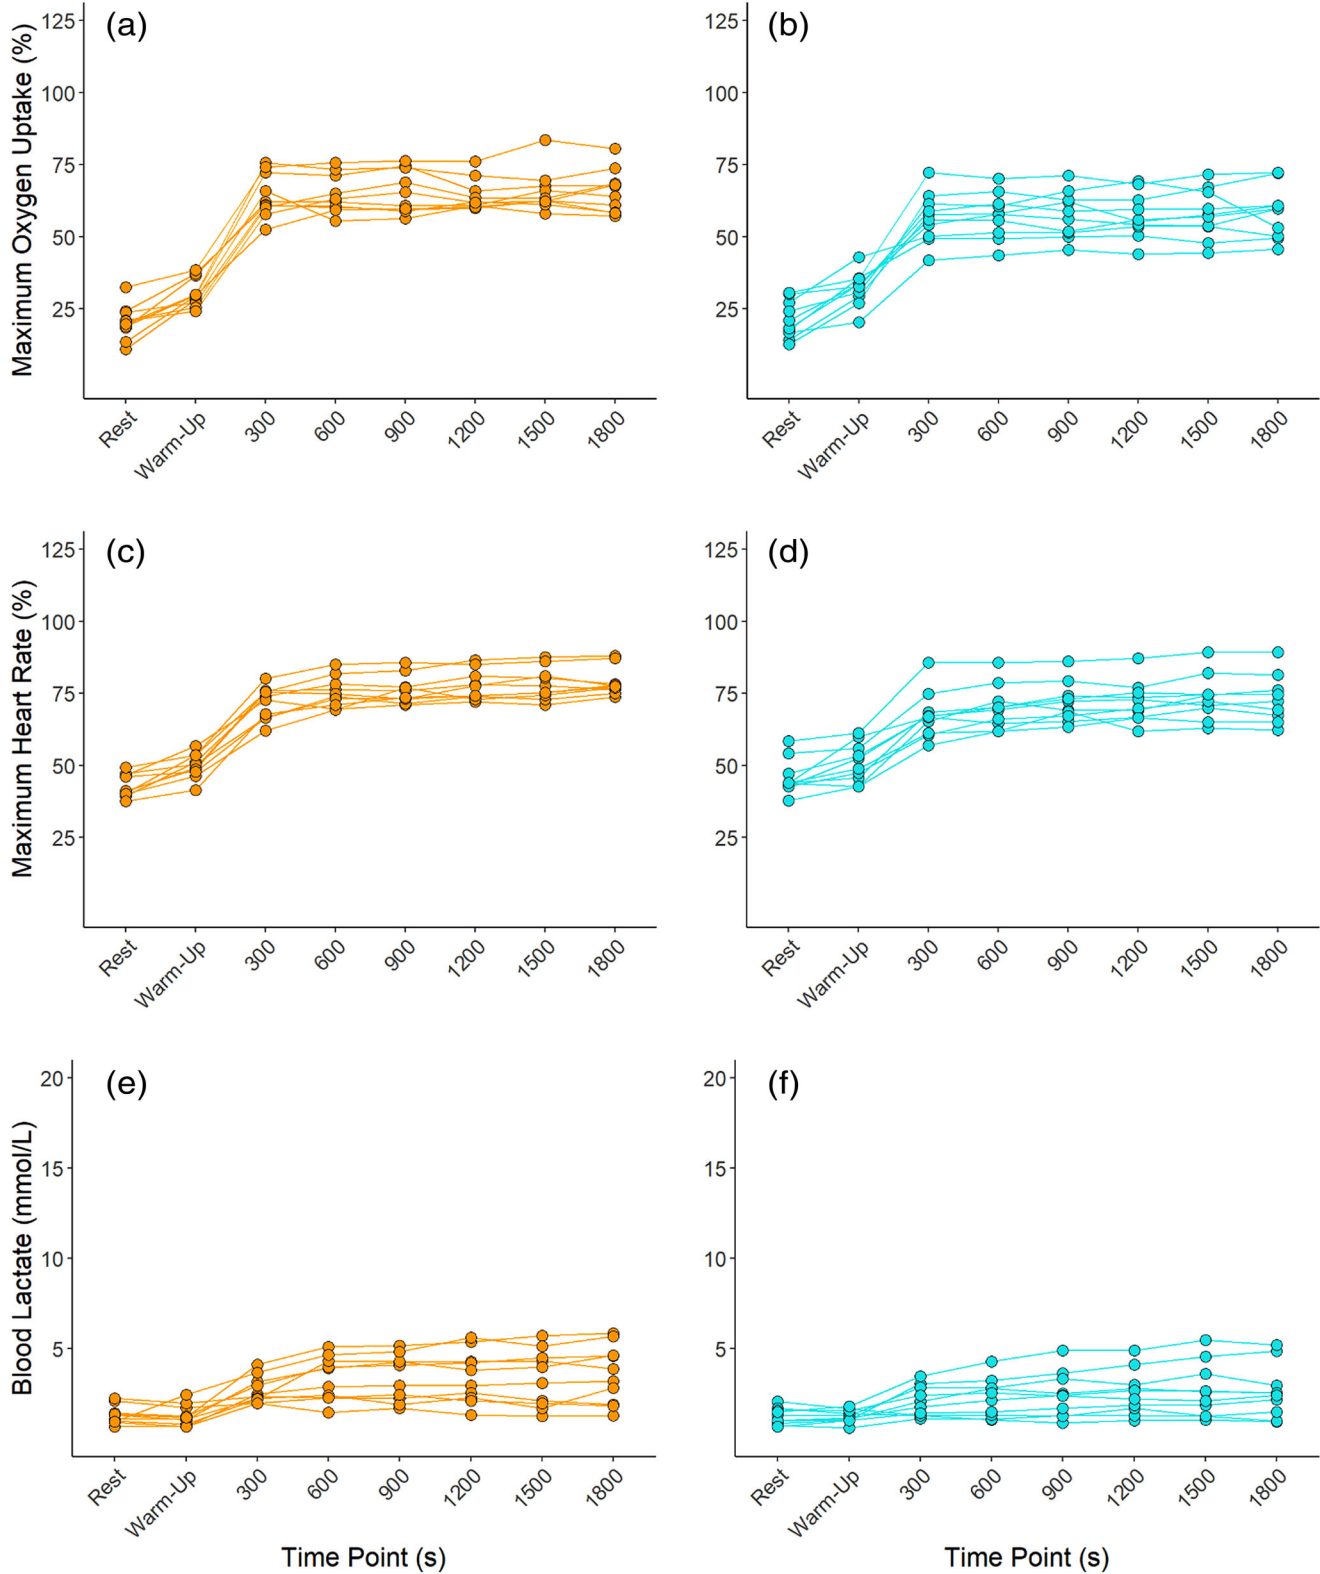 (a)
Maximum Oxygen Uptake (%)
125
100
75
50
25
Rest
Warm-Up
300
600
900
1200
1500
1800
(b)
125
100
75
50
25
Rest
Warm-Up
300
600
900
1200
1500
1800
(c)
Maximum Heart Rate (%)
125
100
75
50
25
Rest
Warm-Up
300
600
900
1200
1500
1800
(d)
125
100
75
50
25
Rest
Warm-Up
300
600
900
1200
1500
1800
(e)
Blood Lactate (mmol/L)
20
15
10
5
Rest
Warm-Up
300
600
900
1200
1500
1800
Time Point (s)
(f)
20
15
10
5
Rest
Warm-Up
300
600
900
1200
1500
1800
Time Point (s)